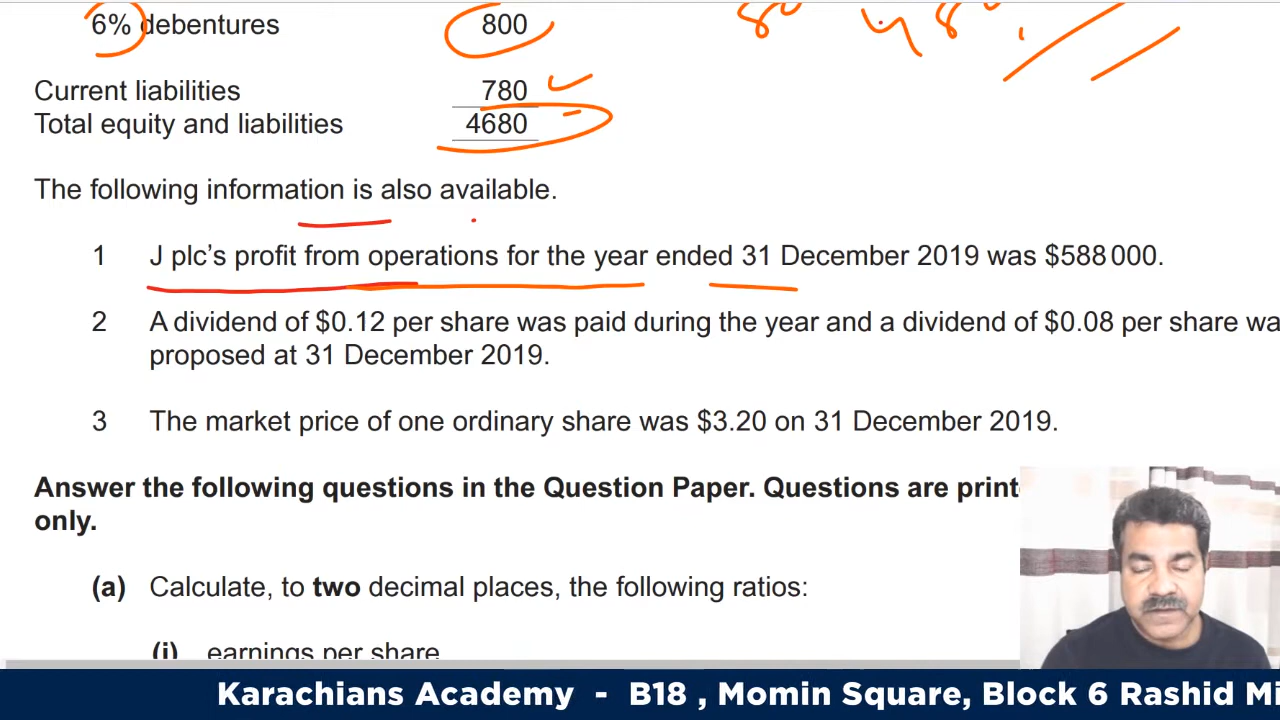 6% debentures 800
Current liabilities 780
Total equity and liabilities 4680
The following information is also available.
1 J plc's profit from operations for the year ended 31 December 2019 was $588 000.
2 A dividend of $0.12 per share was paid during the year and a dividend of $0.08 per share wa
proposed at 31 December 2019.
3 The market price of one ordinary share was $3.20 on 31 December 2019.
Answer the following questions in the Question Paper. Questions are print
only.
(a) Calculate, to two decimal places, the following ratios:
(i) earnings per share
Karachians Academy - B18 , Momin Square, Block 6 Rashid Mi